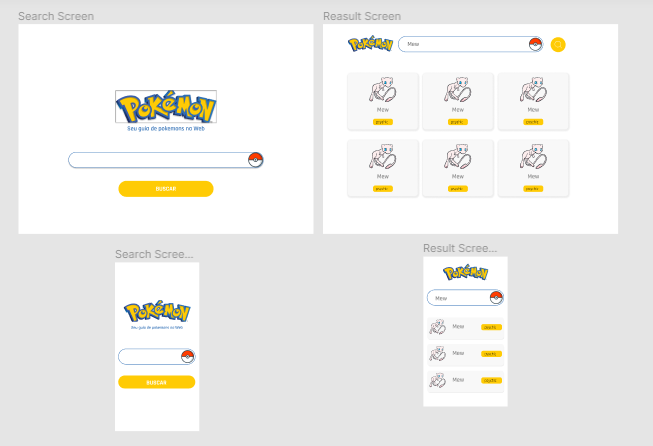 Search Screen
POKéMON
Seu guia de pokemons no Web
BUSCAR
Reasult Screen
POKéMON
Mew
Mew
Mew
Mew
psychic
psychic
psychic
Mew
Mew
Mew
psychic
psychic
psychic
Search Scree...
POKéMON
Seu guia de pokemons no Web
BUSCAR
Result Scree...
POKéMON
Mew
Mew
psychic
Mew
psychic
Mew
psychic